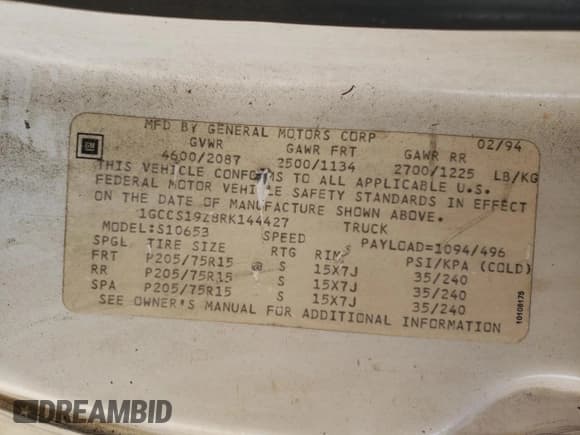 GM
MFD BY GENERAL MOTORS CORP 02/94
GVWR GAWR FRT GAWR RR
4600/2087 2500/1134 2700/1225 LB/KG
THIS VEHICLE CONFORMS TO ALL APPLICABLE U.S.
FEDERAL MOTOR VEHICLE SAFETY STANDARDS IN EFFECT
ON THE DATE OF MANUFACTURE SHOWN ABOVE.
1GCCS19Z8RK144427 TRUCK
MODEL:S10653 PAYLOAD=1094/496
SPEED
SPGL TIRE SIZE RTG RIMS PSI/KPA (COLD)
FRT P205/75R15 S 15X7J 35/240
RR P205/75R15 S 15X7J 35/240
SPA P205/75R15 S 15X7J 35/240
SEE OWNER'S MANUAL FOR ADDITIONAL INFORMATION
10108175
DREAMBID